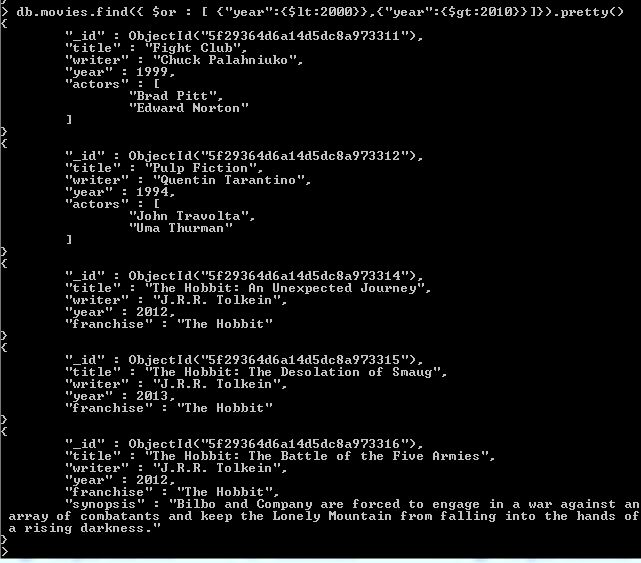 > db.movies.find({ $or : [ {"year":{$lt:2000}},{"year":{$gt:2010}}]}).pretty()
{
        "_id" : ObjectId("5f29364d6a14d5dc8a973311"),
        "title" : "Fight Club",
        "writer" : "Chuck Palahniuko",
        "year" : 1999,
        "actors" : [
                "Brad Pitt",
                "Edward Norton"
        ]
}
{
        "_id" : ObjectId("5f29364d6a14d5dc8a973312"),
        "title" : "Pulp Fiction",
        "writer" : "Quentin Tarantino",
        "year" : 1994,
        "actors" : [
                "John Travolta",
                "Uma Thurman"
        ]
}
{
        "_id" : ObjectId("5f29364d6a14d5dc8a973314"),
        "title" : "The Hobbit: An Unexpected Journey",
        "writer" : "J.R.R. Tolkein",
        "year" : 2012,
        "franchise" : "The Hobbit"
}
{
        "_id" : ObjectId("5f29364d6a14d5dc8a973315"),
        "title" : "The Hobbit: The Desolation of Smaug",
        "writer" : "J.R.R. Tolkein",
        "year" : 2013,
        "franchise" : "The Hobbit"
}
{
        "_id" : ObjectId("5f29364d6a14d5dc8a973316"),
        "title" : "The Hobbit: The Battle of the Five Armies",
        "writer" : "J.R.R. Tolkein",
        "year" : 2012,
        "franchise" : "The Hobbit",
        "synopsis" : "Bilbo and Company are forced to engage in a war against an
array of combatants and keep the Lonely Mountain from falling into the hands of
a rising darkness."
}
>